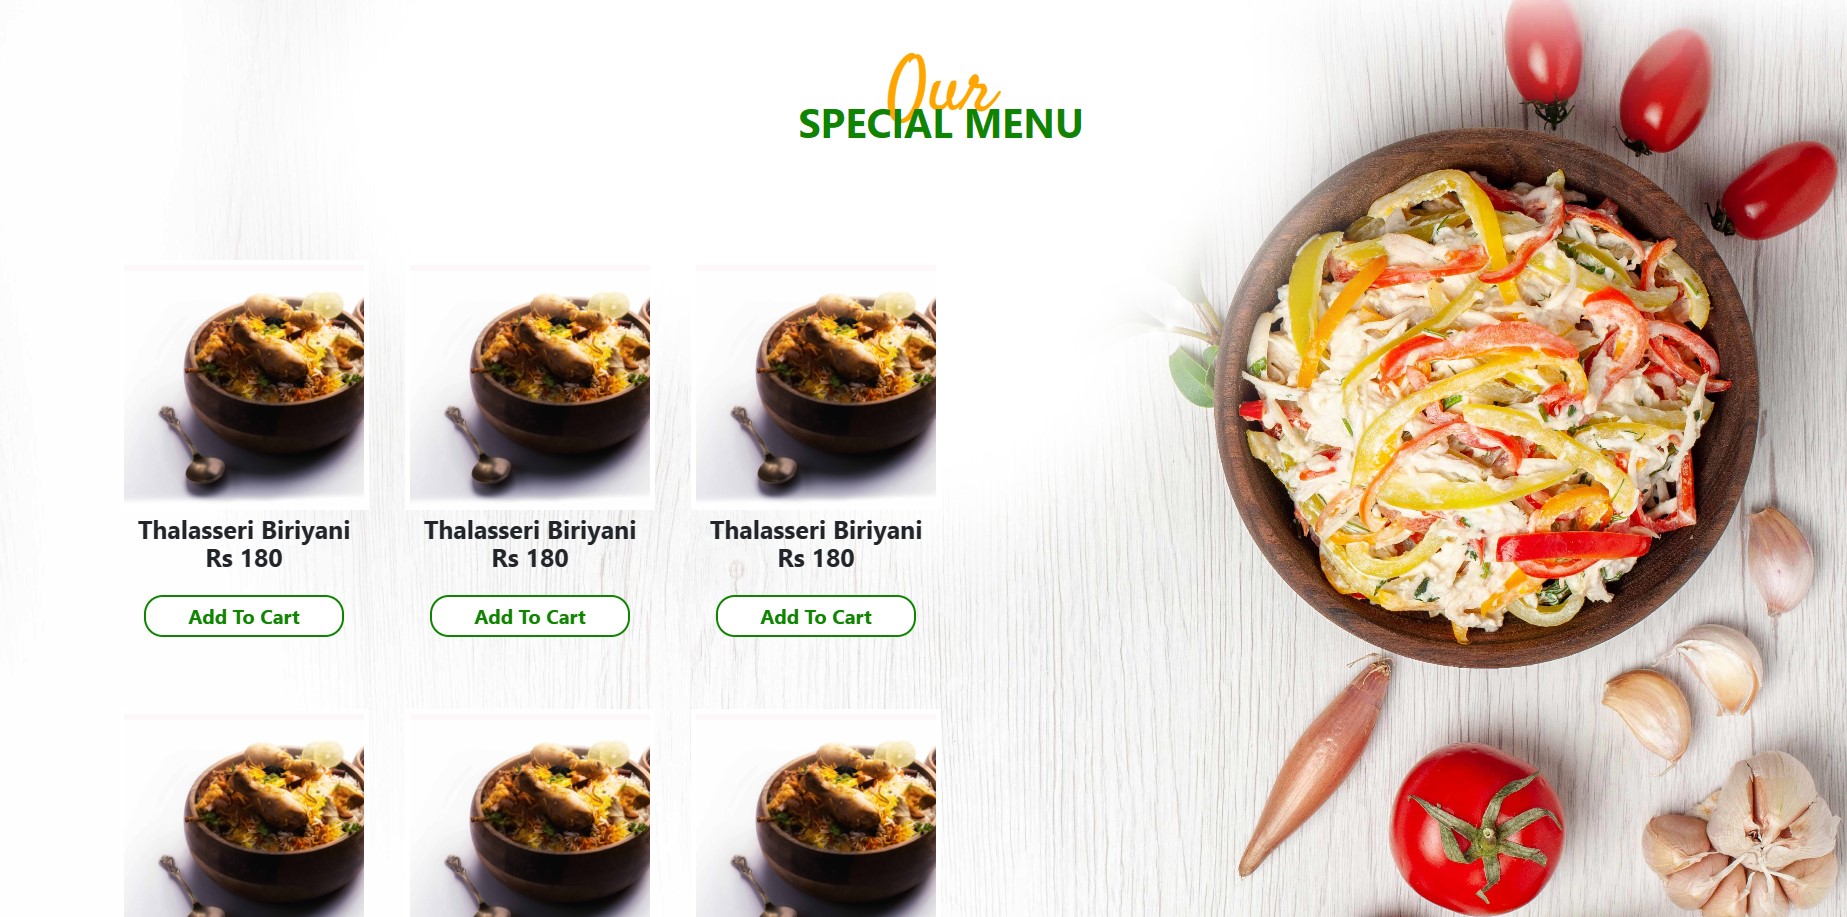 Our
SPECIAL MENU
Thalasseri Biriyani
Rs 180
Add To Cart
Thalasseri Biriyani
Rs 180
Add To Cart
Thalasseri Biriyani
Rs 180
Add To Cart